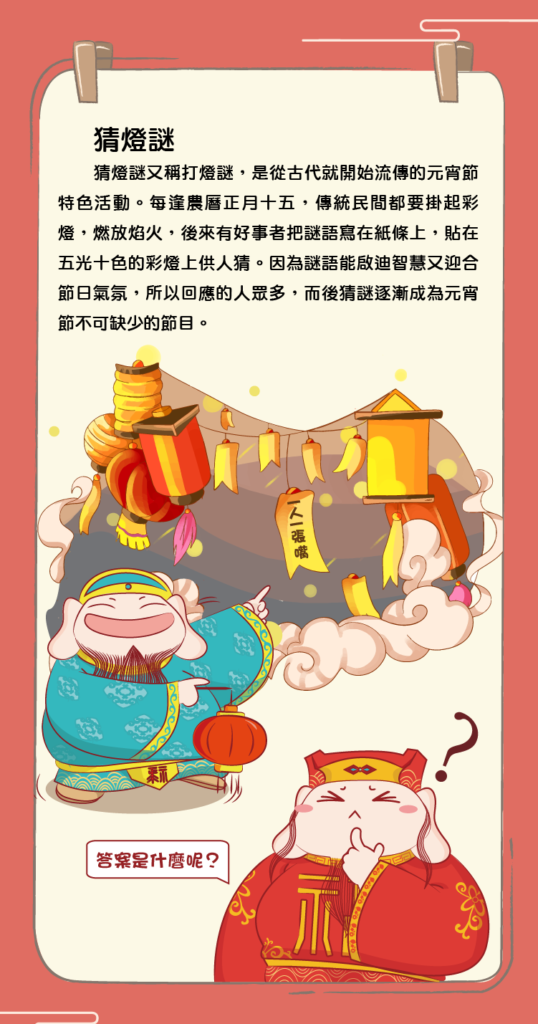 猜燈謎
猜燈謎又稱打燈謎，是從古代就開始流傳的元宵節
特色活動。每逢農曆正月十五，傳統民間都要掛起彩
燈，燃放焰火，後來有好事者把謎語寫在紙條上，貼在
五光十色的彩燈上供人猜。因為謎語能啟迪智慧又迎合
節日氣氛，所以回應的人眾多，而後猜謎逐漸成為元宵
節不可缺少的節目。
一人一張嘴
答案是什麼呢？